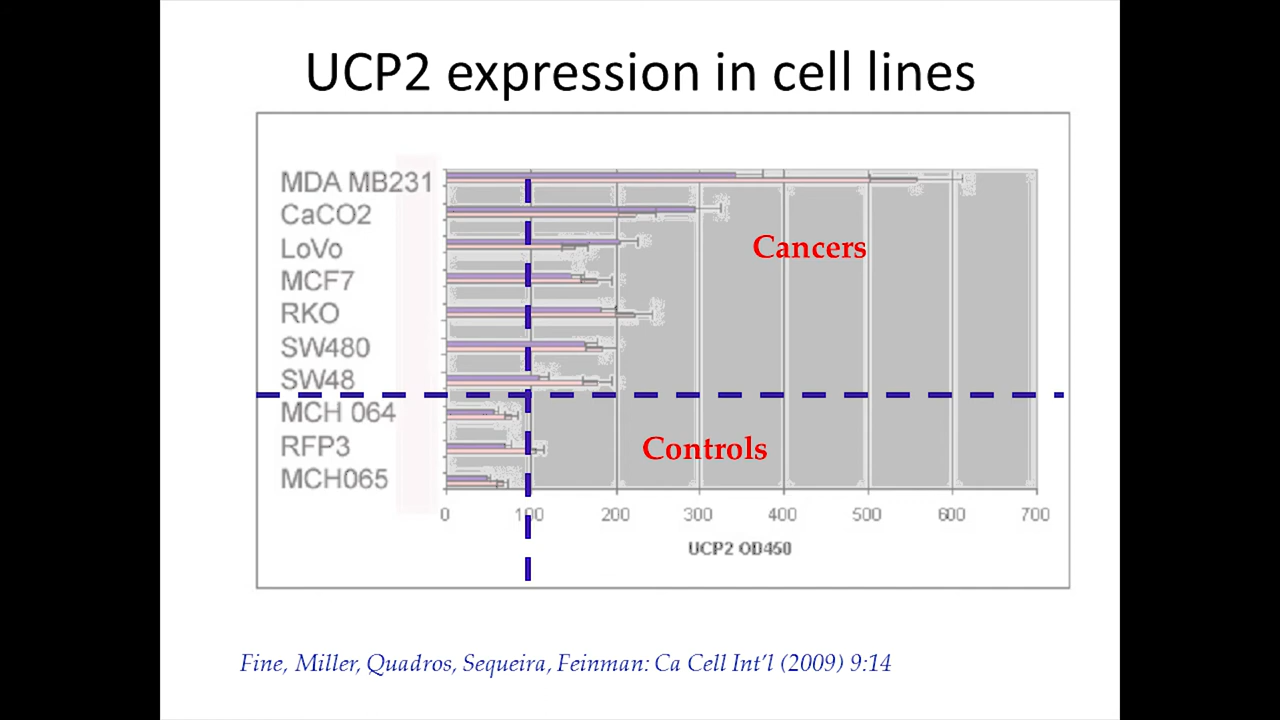 UCP2 expression in cell lines
MDA MB231
CaCO2
LoVo
Cancers
MCF7
RKO
SW480
SW48
MCH 064
RFP3
Controls
MCH065
0 100 200 300 400 500 600 700
UCP2 OD450
Fine, Miller, Quadros, Sequeira, Feinman: Ca Cell Int'l (2009) 9:14